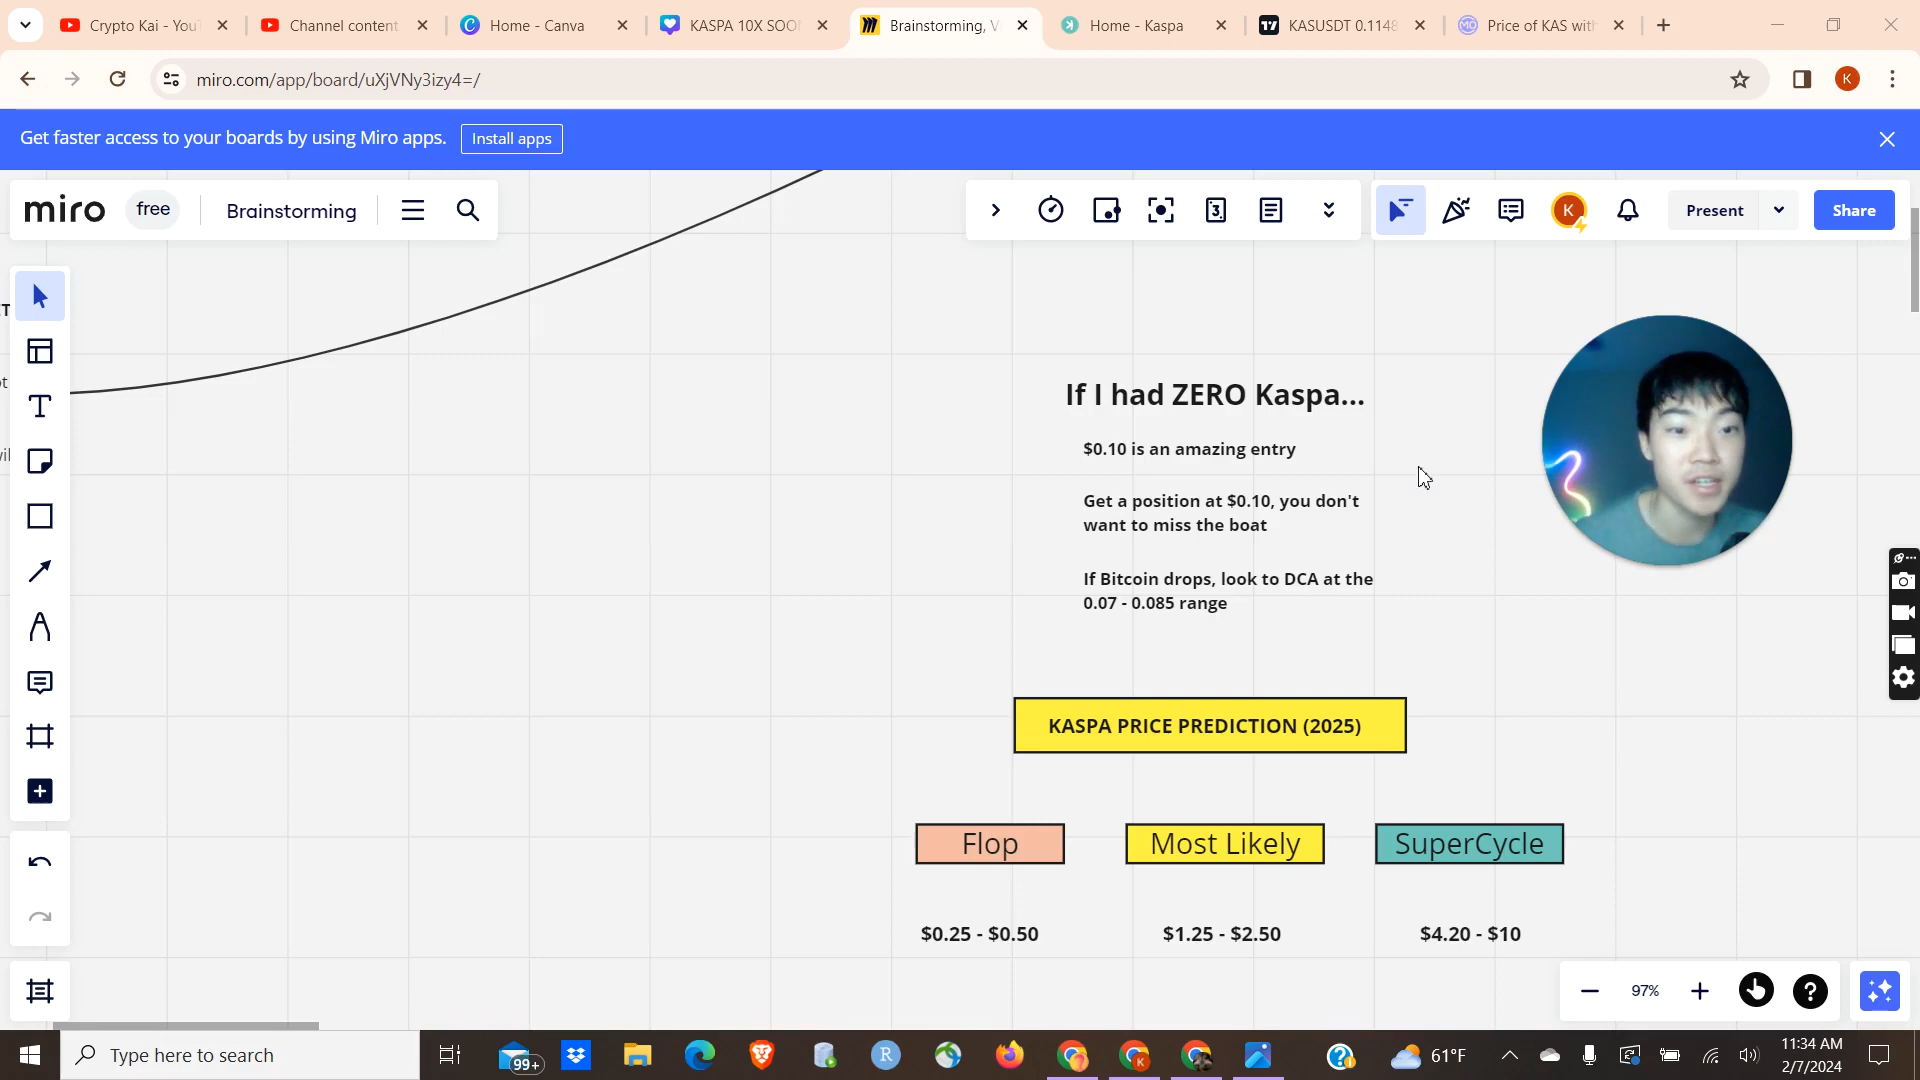 Crypto Kai - You
Channel content
Home - Canva
KASPA 10X SOO
Brainstorming, V
Home - Kaspa
KASUSDT 0.1148
Price of KAS with
miro.com/app/board/uXjVNy3izy4=/
K
Get faster access to your boards by using Miro apps.
Install apps
miro
free
Brainstorming
3
K
Present
Share
If I had ZERO Kaspa...
$0.10 is an amazing entry
Get a position at $0.10, you don't
want to miss the boat
If Bitcoin drops, look to DCA at the
0.07 - 0.085 range
KASPA PRICE PREDICTION (2025)
Flop
Most Likely
SuperCycle
$0.25 - $0.50
$1.25 - $2.50
$4.20 - $10
97%
Type here to search
99+
R
K
61°F
11:34 AM
2/7/2024